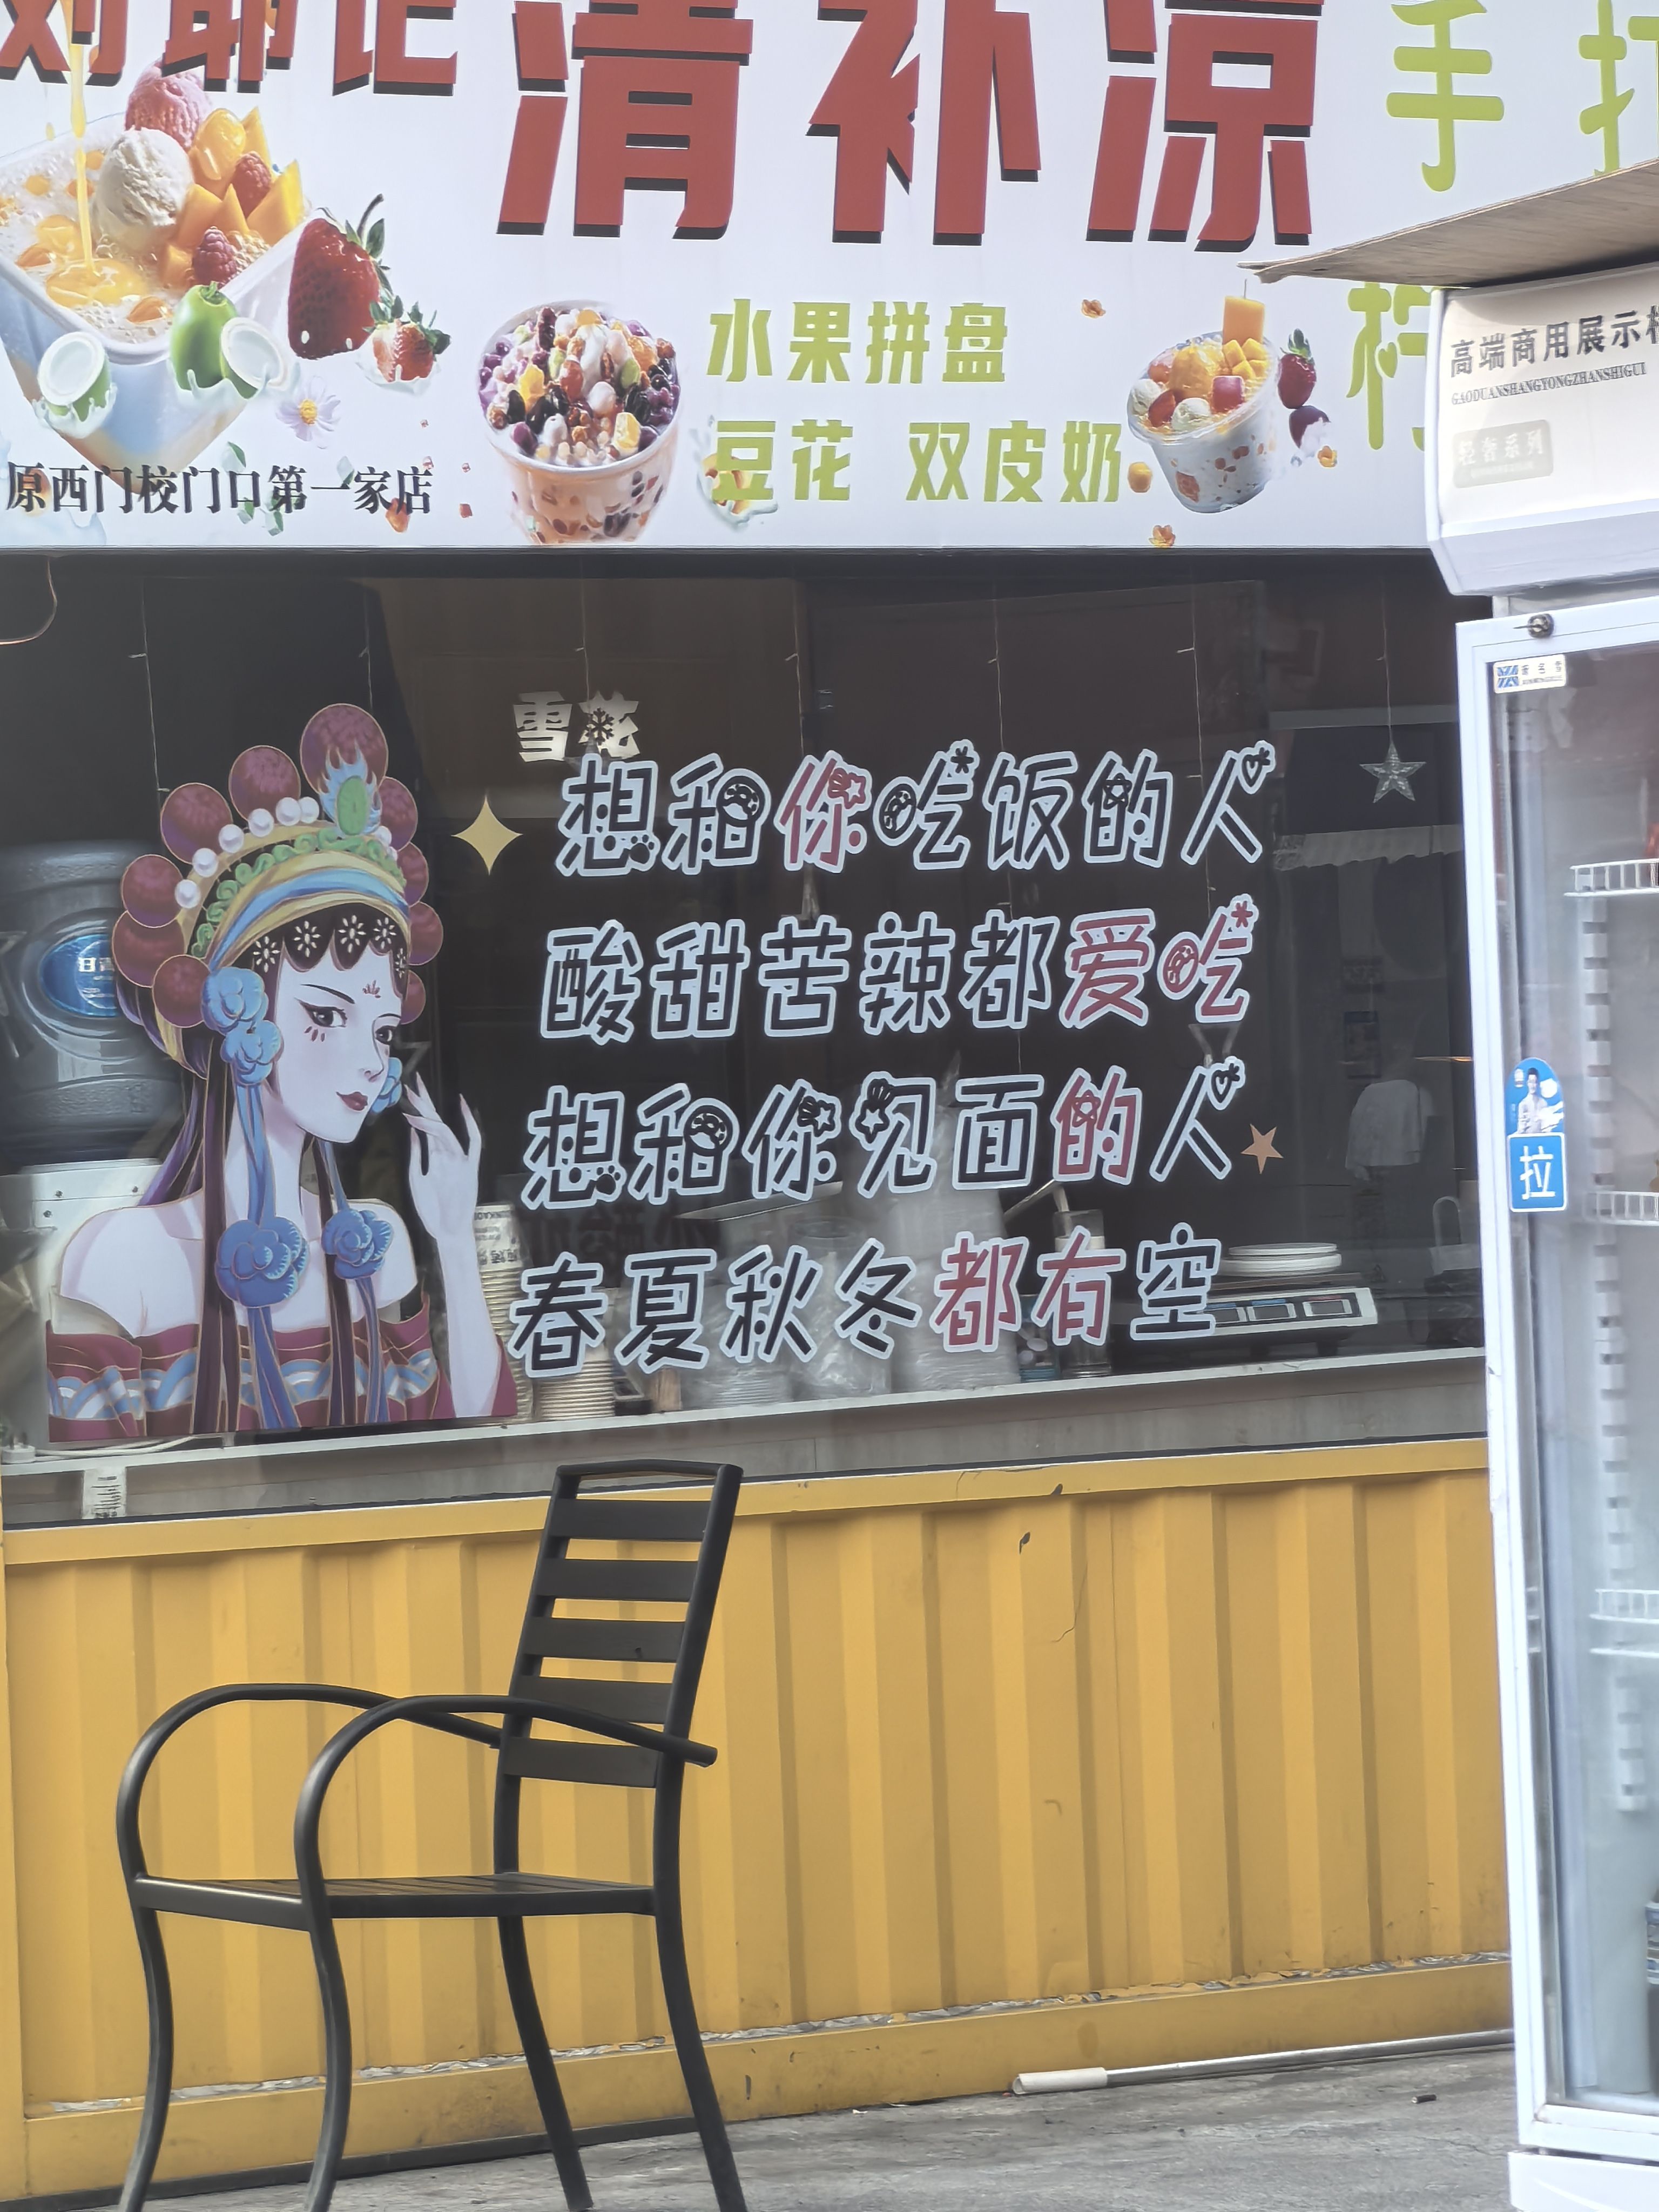 清补凉
手打
水果拼盘
豆花 双皮奶
原西门校门口第一家店
高端商用展示柜
GAODUANSHANGYONGZHANSHIGUI
轻奢系列
雪花
想和你吃饭的人
酸甜苦辣都爱吃
想和你见面的人
春夏秋冬都有空
拉